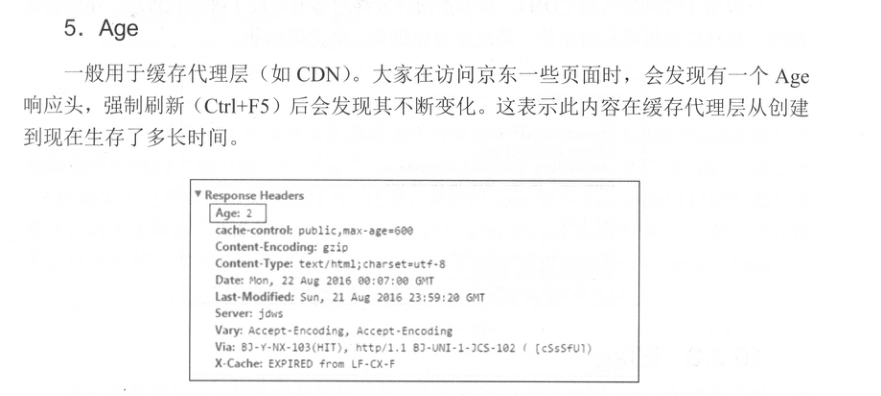 5．Age
一般用于缓存代理层（如 CDN）。大家在访问京东一些页面时，会发现有一个 Age
响应头，强制刷新（Ctrl+F5）后会发现其不断变化。这表示此内容在缓存代理层从创建
到现在生存了多长时间。
▼ Response Headers
Age: 2
cache-control: public,max-age=600
Content-Encoding: gzip
Content-Type: text/html;charset=utf-8
Date: Mon, 22 Aug 2016 00:07:00 GMT
Last-Modified: Sun, 21 Aug 2016 23:59:20 GMT
Server: jdws
Vary: Accept-Encoding, Accept-Encoding
Via: BJ-Y-NX-103(HIT), http/1.1 BJ-UNI-1-JCS-102 ( [cSsSfU])
X-Cache: EXPIRED from LF-CX-F